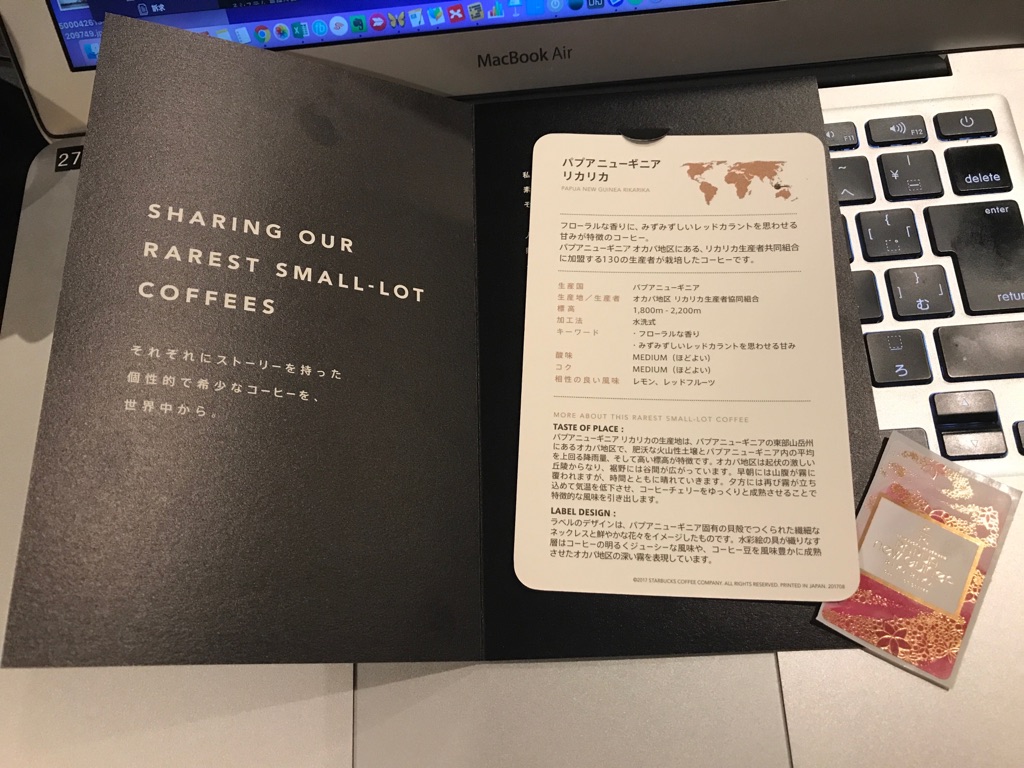 訳末
MacBook Air
27
SHARING OUR
RAREST SMALL-LOT
COFFEES
それぞれにストーリーを持った
個性的で希少なコーヒーを、
世界中から。
パプアニューギニア
リカリカ
PAPUA NEW GUINEA RIKARIKA
フローラルな香りに、みずみずしいレッドカラントを思わせる
甘みが特徴のコーヒー。
パプアニューギニア オカパ地区にある、リカリカ生産者共同組合
に加盟する130の生産者が栽培したコーヒーです。
生産国 パプアニューギニア
生産地/生産者 オカパ地区 リカリカ生産者協同組合
標高 1,800m - 2,200m
加工法 水洗式
キーワード ・フローラルな香り
・みずみずしいレッドカラントを思わせる甘み
酸味 MEDIUM(ほどよい)
コク MEDIUM(ほどよい)
相性の良い風味 レモン、レッドフルーツ
MORE ABOUT THIS RAREST SMALL-LOT COFFEE
TASTE OF PLACE :
パプアニューギニア リカリカの生産地は、パプアニューギニアの東部山岳州
にあるオカパ地区で、肥沃な火山性土壌とパプアニューギニア内の平均
を上回る降雨量、そして高い標高が特徴です。オカパ地区は起伏の激しい
丘陵からなり、裾野には谷間が広がっています。早朝には山腹が霧に
覆われますが、時間とともに晴れていきます。夕方には再び霧が立ち
込めて気温を低下させ、コーヒーチェリーをゆっくりと成熟させることで
特徴的な風味を引き出します。
LABEL DESIGN :
ラベルのデザインは、パプアニューギニア固有の貝殻でつくられた繊細な
ネックレスと鮮やかな花々をイメージしたものです。水彩絵の具が織りなす
層はコーヒーの明るくジューシーな風味や、コーヒー豆を風味豊かに成熟
させたオカパ地区の深い霧を表現しています。
©2017 STARBUCKS COFFEE COMPANY. ALL RIGHTS RESERVED. PRINTED IN JAPAN. 201708
F11
F12
delete
enter
return
¥
へ
む
ろ